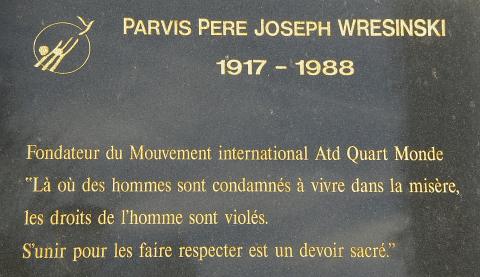 PARVIS PERE JOSEPH WRESINSKI
1917 - 1988
Fondateur du Mouvement international Atd Quart Monde
"Là où des hommes sont condamnés à vivre dans la misère,
les droits de l'homme sont violés.
S'unir pour les faire respecter est un devoir sacré."